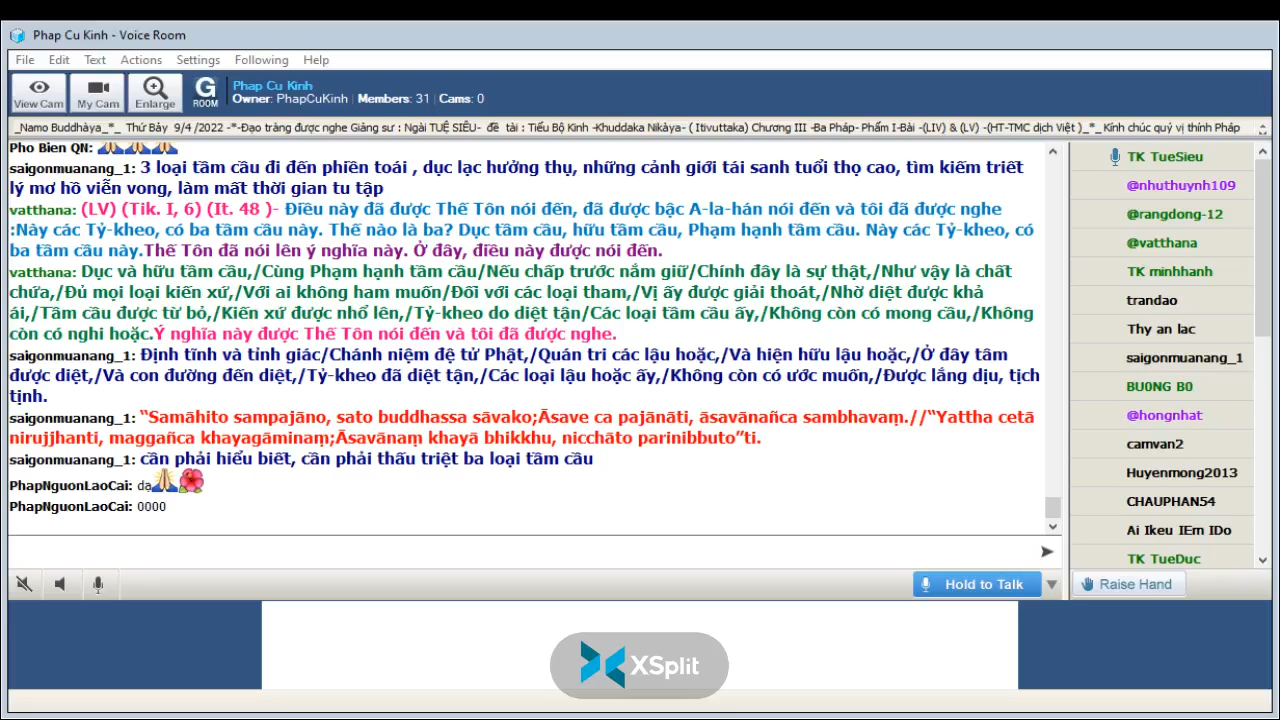 Phap Cu Kinh - Voice Room
File Edit Text Actions Settings Following Help
View Cam My Cam Enlarge G ROOM
Phap Cu Kinh
Owner: PhapCuKinh | Members: 31 | Cams: 0
_Namo Buddhàya_*_ Thứ Bảy 9/4 /2022 -*-Đạo tràng được nghe Giảng sư : Ngài TUỆ SIÊU- đề tài : Tiểu Bộ Kinh -Khuddaka Nikàya- ( Itivuttaka) Chương III -Ba Pháp- Phẩm I-Bài -(LIV) & (LV) -(HT-TMC dịch Việt )_*_ Kính chúc quý vị thính Pháp
Pho Bien QN:
saigonmuanang_1: 3 loại tầm cầu đi đến phiền toái , dục lạc hưởng thụ, những cảnh giới tái sanh tuổi thọ cao, tìm kiếm triết
lý mơ hồ viễn vong, làm mất thời gian tu tập
vatthana: (LV) (Tik. I, 6) (It. 48 )- Điều này đã được Thế Tôn nói đến, đã được bậc A-la-hán nói đến và tôi đã được nghe
:Này các Tỷ-kheo, có ba tầm cầu này. Thế nào là ba? Dục tầm cầu, hữu tầm cầu, Phạm hạnh tầm cầu. Này các Tỷ-kheo, có
ba tầm cầu này.Thế Tôn đã nói lên ý nghĩa này. Ở đây, điều này được nói đến.
vatthana: Dục và hữu tầm cầu,/Cùng Phạm hạnh tầm cầu/Nếu chấp trước nắm giữ/Chính đây là sự thật,/Như vậy là chất
chứa,/Đủ mọi loại kiến xứ,/Với ai không ham muốn/Đối với các loại tham,/Vị ấy được giải thoát,/Nhờ diệt được khả
ái,/Tầm cầu được từ bỏ,/Kiến xứ được nhổ lên,/Tỷ-kheo do diệt tận/Các loại tầm cầu ấy,/Không còn có mong cầu,/Không
còn có nghi hoặc.Ý nghĩa này được Thế Tôn nói đến và tôi đã được nghe.
saigonmuanang_1: Định tĩnh và tỉnh giác/Chánh niệm đệ tử Phật,/Quán tri các lậu hoặc,/Và hiện hữu lậu hoặc,/Ở đây tâm
được diệt,/Và con đường đến diệt,/Tỷ-kheo đã diệt tận,/Các loại lậu hoặc ấy,/Không còn có ước muốn,/Được lắng dịu, tịch
tịnh.
saigonmuanang_1: “Samāhito sampajāno, sato buddhassa sāvako;Āsave ca pajānāti, āsavānañca sambhavaṃ.//“Yattha cetā
nirujjhanti, maggañca khayagāminaṃ;Āsavānaṃ khayā bhikkhu, nicchāto parinibbuto”ti.
saigonmuanang_1: cần phải hiểu biết, cần phải thấu triệt ba loại tầm cầu
PhapNguonLaoCai: dạ
PhapNguonLaoCai: 0000
TK TueSieu
@nhuthuynh109
@rangdong-12
@vatthana
TK minhhanh
trandao
Thy an lac
saigonmuanang_1
BU0NG B0
@hongnhat
camvan2
Huyenmong2013
CHAUPHAN54
Ai Ikeu IEm IDo
TK TueDuc
Hold to Talk
Raise Hand
XSplit